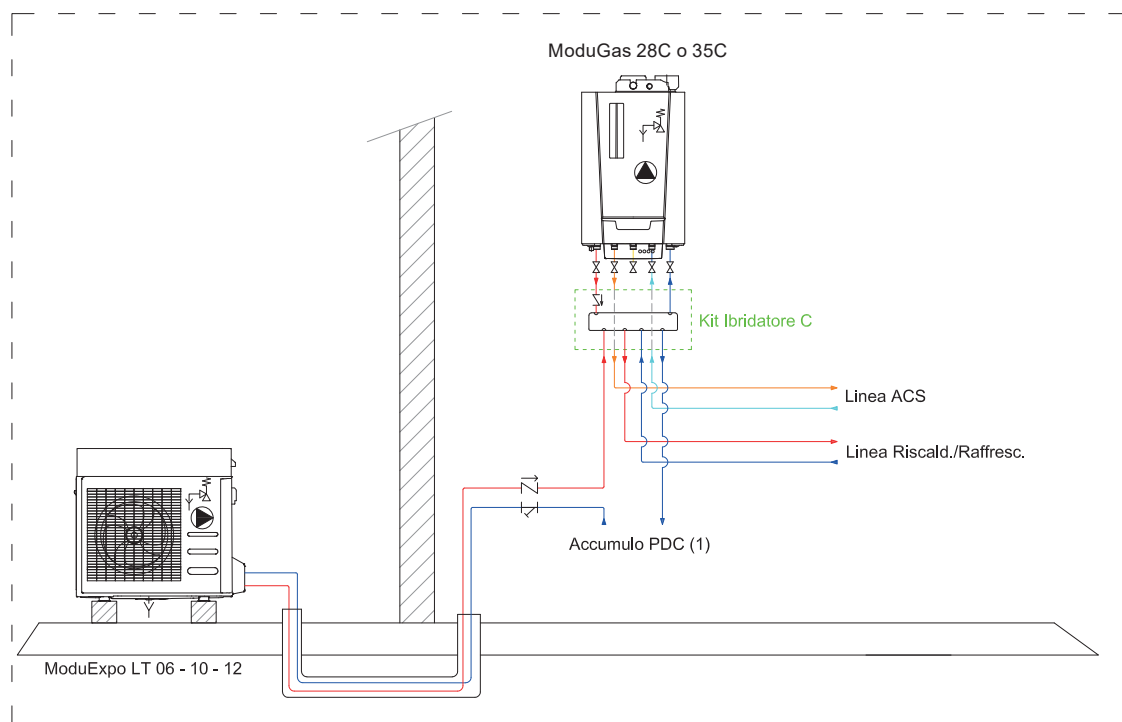 ModuGas 28C o 35C
Kit Ibridatore C
Linea ACS
Linea Riscald./Raffresc.
Accumulo PDC (1)
ModuExpo LT 06 - 10 - 12